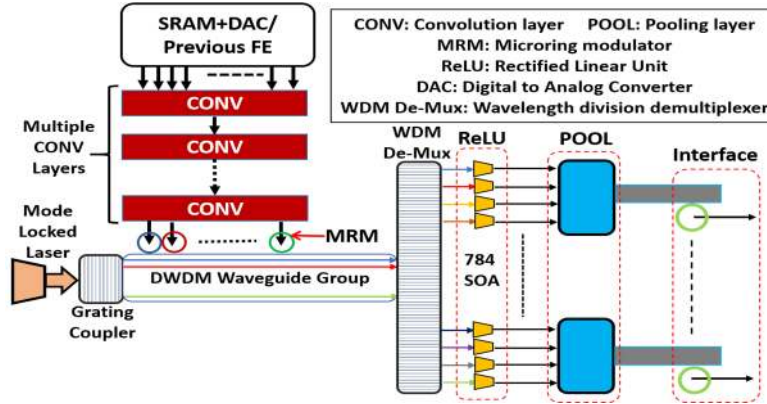 SRAM+DAC/
Previous FE
CONV: Convolution layer POOL: Pooling layer
MRM: Microring modulator
ReLU: Rectified Linear Unit
DAC: Digital to Analog Converter
WDM De-Mux: Wavelength division demultiplexer
CONV
Multiple
CONV
Layers
CONV
CONV
WDM
De-Mux
ReLU
POOL
Interface
Mode
Locked
Laser
MRM
DWDM Waveguide Group
Grating
Coupler
784
SOA